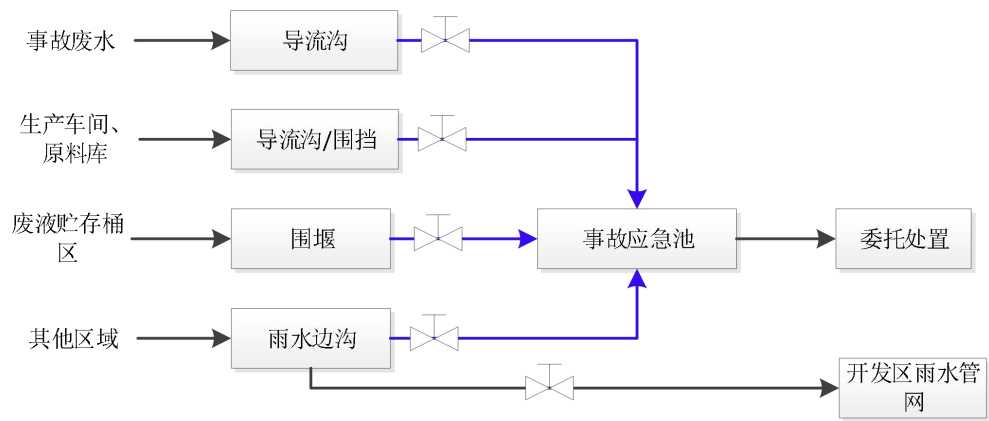 事故废水
导流沟
生产车间、
原料库
导流沟/围挡
废液贮存桶
区
围堰
事故应急池
委托处置
其他区域
雨水边沟
开发区雨水管
网